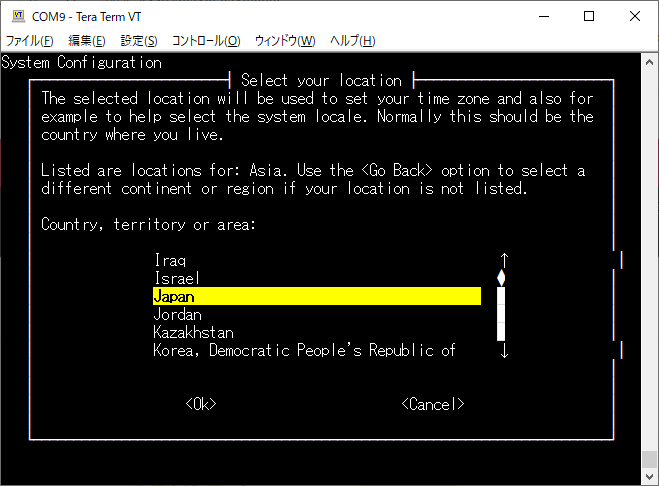 COM9 - Tera Term VT
ファイル(F) 編集(E) 設定(S) コントロール(O) ウィンドウ(W) ヘルプ(H)
System Configuration
Select your location
The selected location will be used to set your time zone and also for
example to help select the system locale. Normally this should be the
country where you live.
Listed are locations for: Asia. Use the <Go Back> option to select a
different continent or region if your location is not listed.
Country, territory or area:
Iraq
Israel
Japan
Jordan
Kazakhstan
Korea, Democratic People's Republic of
<Ok> <Cancel>